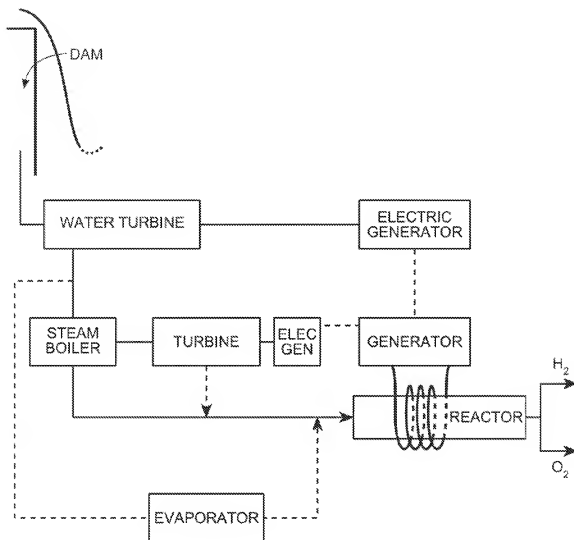 DAM
WATER TURBINE
ELECTRIC
GENERATOR
STEAM
BOILER
TURBINE
ELEC
GEN
GENERATOR
H2
REACTOR
O2
EVAPORATOR